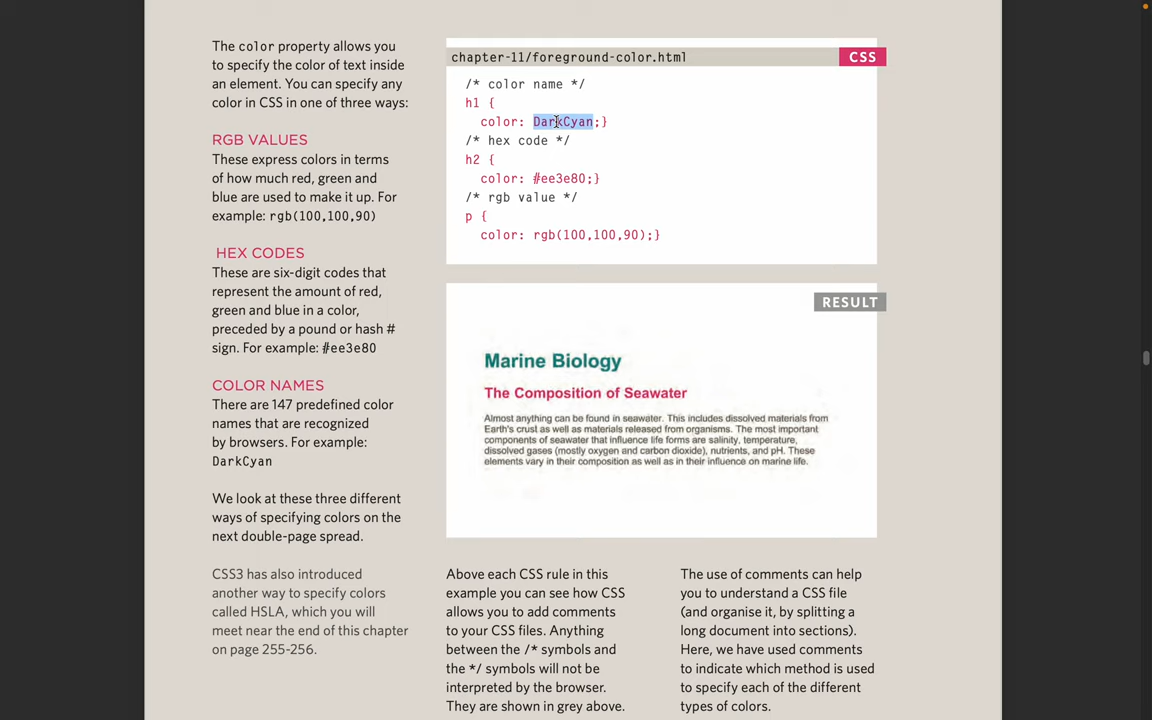 The color property allows you
to specify the color of text inside
an element. You can specify any
color in CSS in one of three ways:
RGB VALUES
These express colors in terms
of how much red, green and
blue are used to make it up. For
example: rgb(100,100,90)
HEX CODES
These are six-digit codes that
represent the amount of red,
green and blue in a color,
preceded by a pound or hash #
sign. For example: #ee3e80
COLOR NAMES
There are 147 predefined color
names that are recognized
by browsers. For example:
DarkCyan
We look at these three different
ways of specifying colors on the
next double-page spread.
CSS3 has also introduced
another way to specify colors
called HSLA, which you will
meet near the end of this chapter
on page 255-256.
chapter-11/foreground-color.html
CSS
/* color name */
h1 {
color: DarkCyan;}
/* hex code */
h2 {
color: #ee3e80;}
/* rgb value */
p {
color: rgb(100,100,90);}
RESULT
Marine Biology
The Composition of Seawater
Almost anything can be found in seawater. This includes dissolved materials from
Earth's crust as well as materials released from organisms. The most important
components of seawater that influence life forms are salinity, temperature,
dissolved gases (mostly oxygen and carbon dioxide), nutrients, and pH. These
elements vary in their composition as well as in their influence on marine life.
Above each CSS rule in this
example you can see how CSS
allows you to add comments
to your CSS files. Anything
between the /* symbols and
the */ symbols will not be
interpreted by the browser.
They are shown in grey above.
The use of comments can help
you to understand a CSS file
(and organise it, by splitting a
long document into sections).
Here, we have used comments
to indicate which method is used
to specify each of the different
types of colors.